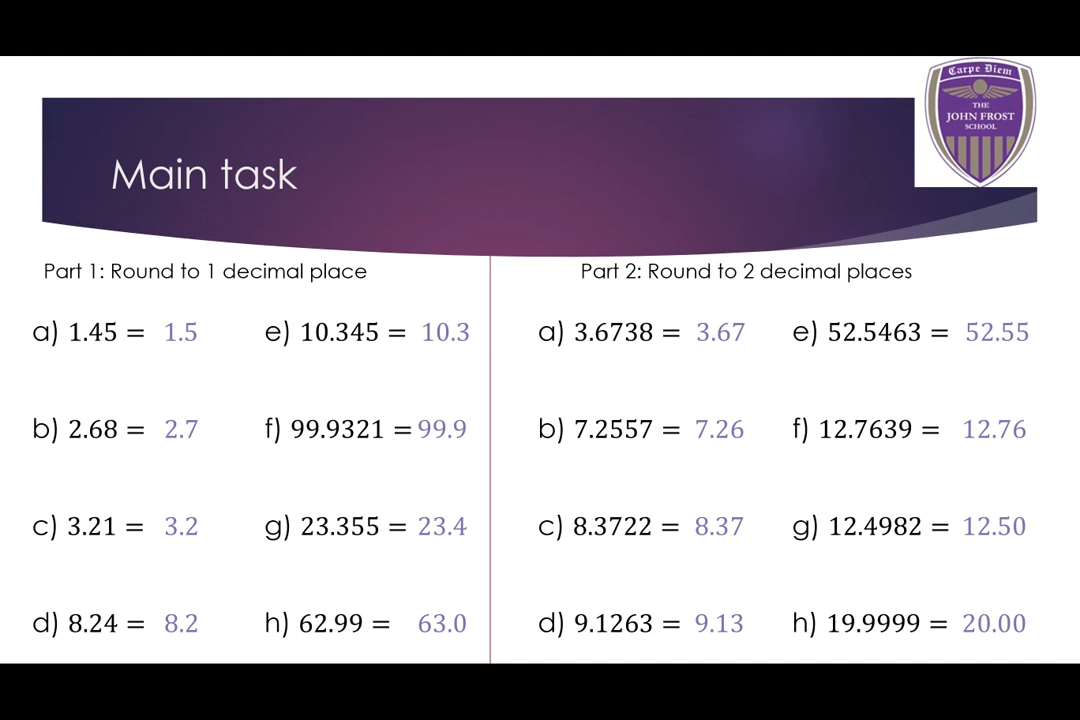 Carpe Diem
THE
JOHN FROST
SCHOOL
Main task
Part 1: Round to 1 decimal place
a) 1.45 = 1.5
e) 10.345 = 10.3
b) 2.68 = 2.7
f) 99.9321 = 99.9
c) 3.21 = 3.2
g) 23.355 = 23.4
d) 8.24 = 8.2
h) 62.99 = 63.0
Part 2: Round to 2 decimal places
a) 3.6738 = 3.67
e) 52.5463 = 52.55
b) 7.2557 = 7.26
f) 12.7639 = 12.76
c) 8.3722 = 8.37
g) 12.4982 = 12.50
d) 9.1263 = 9.13
h) 19.9999 = 20.00